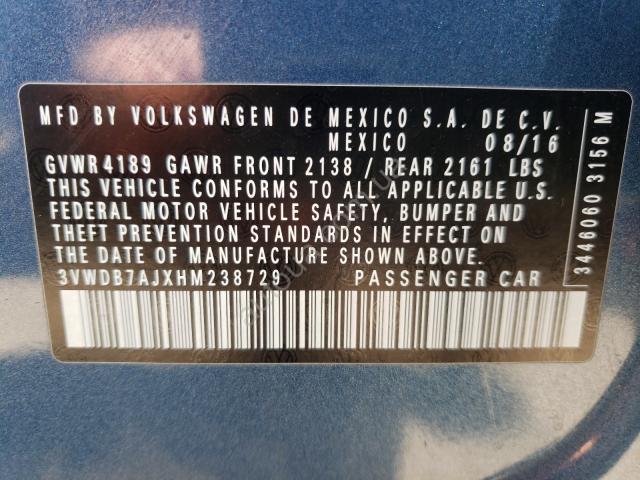 MFD BY VOLKSWAGEN DE MEXICO S.A. DE C.V.
MEXICO 08/16
GVWR4189 GAWR FRONT 2138 / REAR 2161 LBS
THIS VEHICLE CONFORMS TO ALL APPLICABLE U.S.
FEDERAL MOTOR VEHICLE SAFETY, BUMPER AND
THEFT PREVENTION STANDARDS IN EFFECT ON
THE DATE OF MANUFACTURE SHOWN ABOVE.
3VWDB7AJXHM238729 PASSENGER CAR
3446060 3156 M